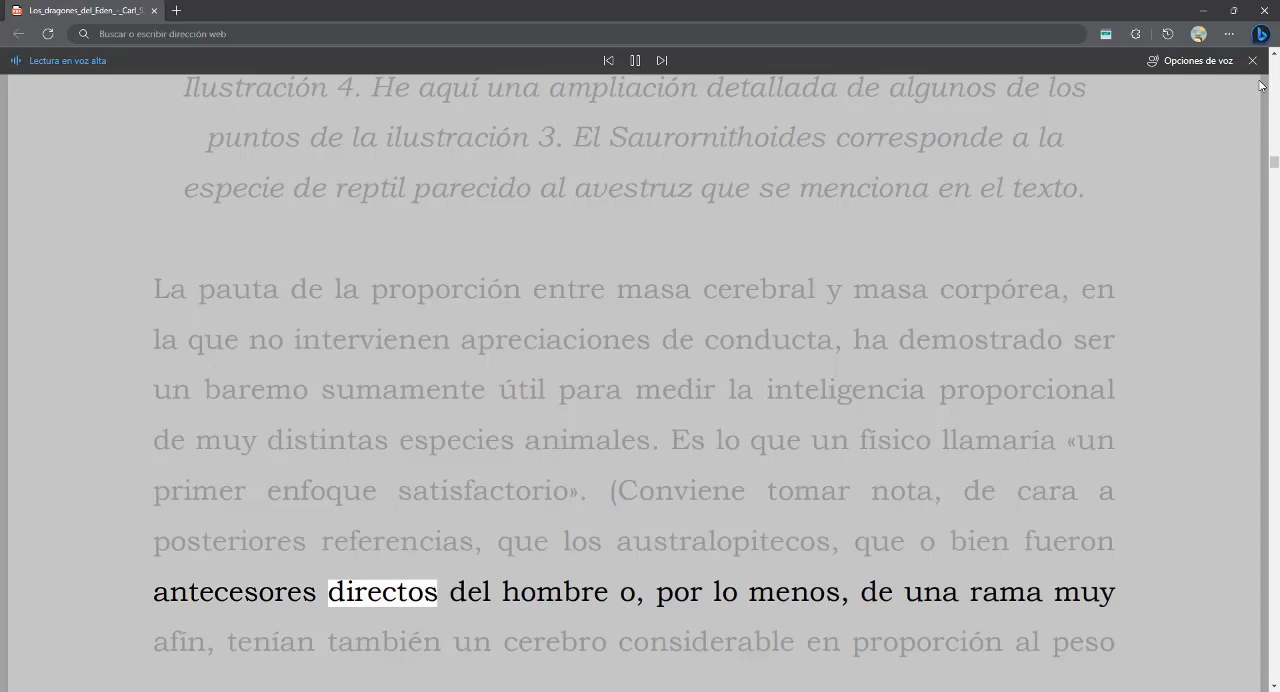 Los_dragones_del_Eden_-_Carl_S
Buscar o escribir dirección web
Lectura en voz alta
Opciones de voz
Ilustración 4. He aquí una ampliación detallada de algunos de los
puntos de la ilustración 3. El Saurornithoides corresponde a la
especie de reptil parecido al avestruz que se menciona en el texto.
La pauta de la proporción entre masa cerebral y masa corpórea, en
la que no intervienen apreciaciones de conducta, ha demostrado ser
un baremo sumamente útil para medir la inteligencia proporcional
de muy distintas especies animales. Es lo que un físico llamaría «un
primer enfoque satisfactorio». (Conviene tomar nota, de cara a
posteriores referencias, que los australopitecos, que o bien fueron
antecesores directos del hombre o, por lo menos, de una rama muy
afín, tenían también un cerebro considerable en proporción al peso